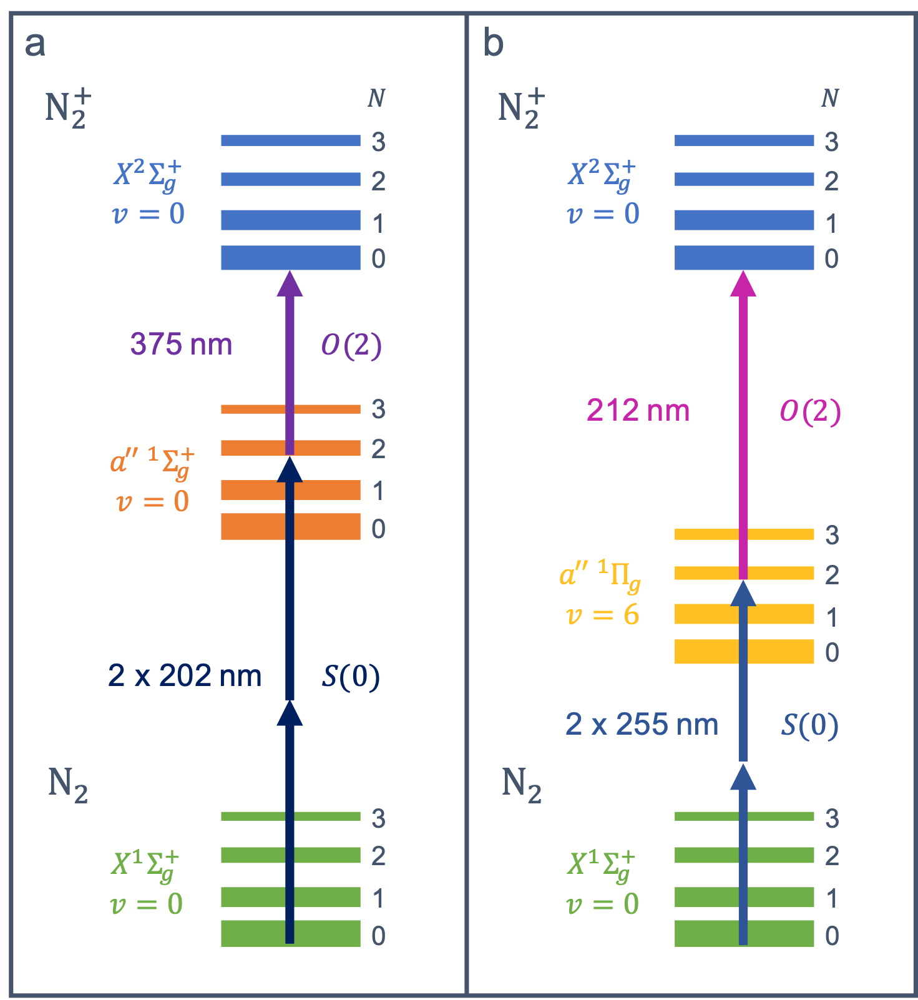 a
N₂⁺
N
3
X²Σg⁺
2
v = 0
1
0
375 nm
O(2)
3
a″ ¹Σg⁺
2
v = 0
1
0
2 x 202 nm
S(0)
N₂
3
X¹Σg⁺
2
v = 0
1
0
b
N₂⁺
N
3
X²Σg⁺
2
v = 0
1
0
212 nm
O(2)
3
a″ ¹Πg
2
v = 6
1
0
2 x 255 nm
S(0)
N₂
3
X¹Σg⁺
2
v = 0
1
0